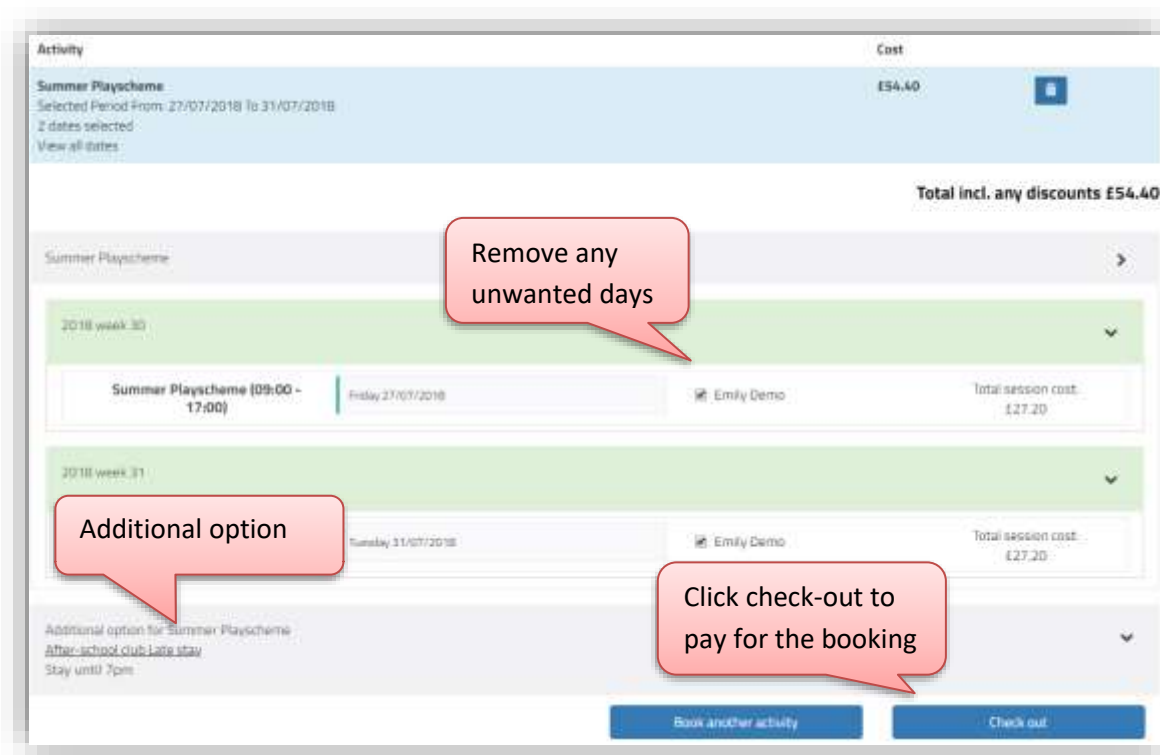 Activity Cost
Summer Playscheme £54.40
Selected Period From: 27/07/2018 To 31/07/2018
2 dates selected
View all dates
Total incl. any discounts £54.40
Summer Playscheme
Remove any
unwanted days
2018 week 30
Summer Playscheme (09:00 -
17:00)
Friday 27/07/2018
Emily Demo
Total session cost:
£27.20
2018 week 31
Additional option
Tuesday 31/07/2018
Emily Demo
Total session cost:
£27.20
Click check-out to
pay for the booking
Additional option for Summer Playscheme
After-school club Late stay
Stay until 7pm
Book another activity
Check out